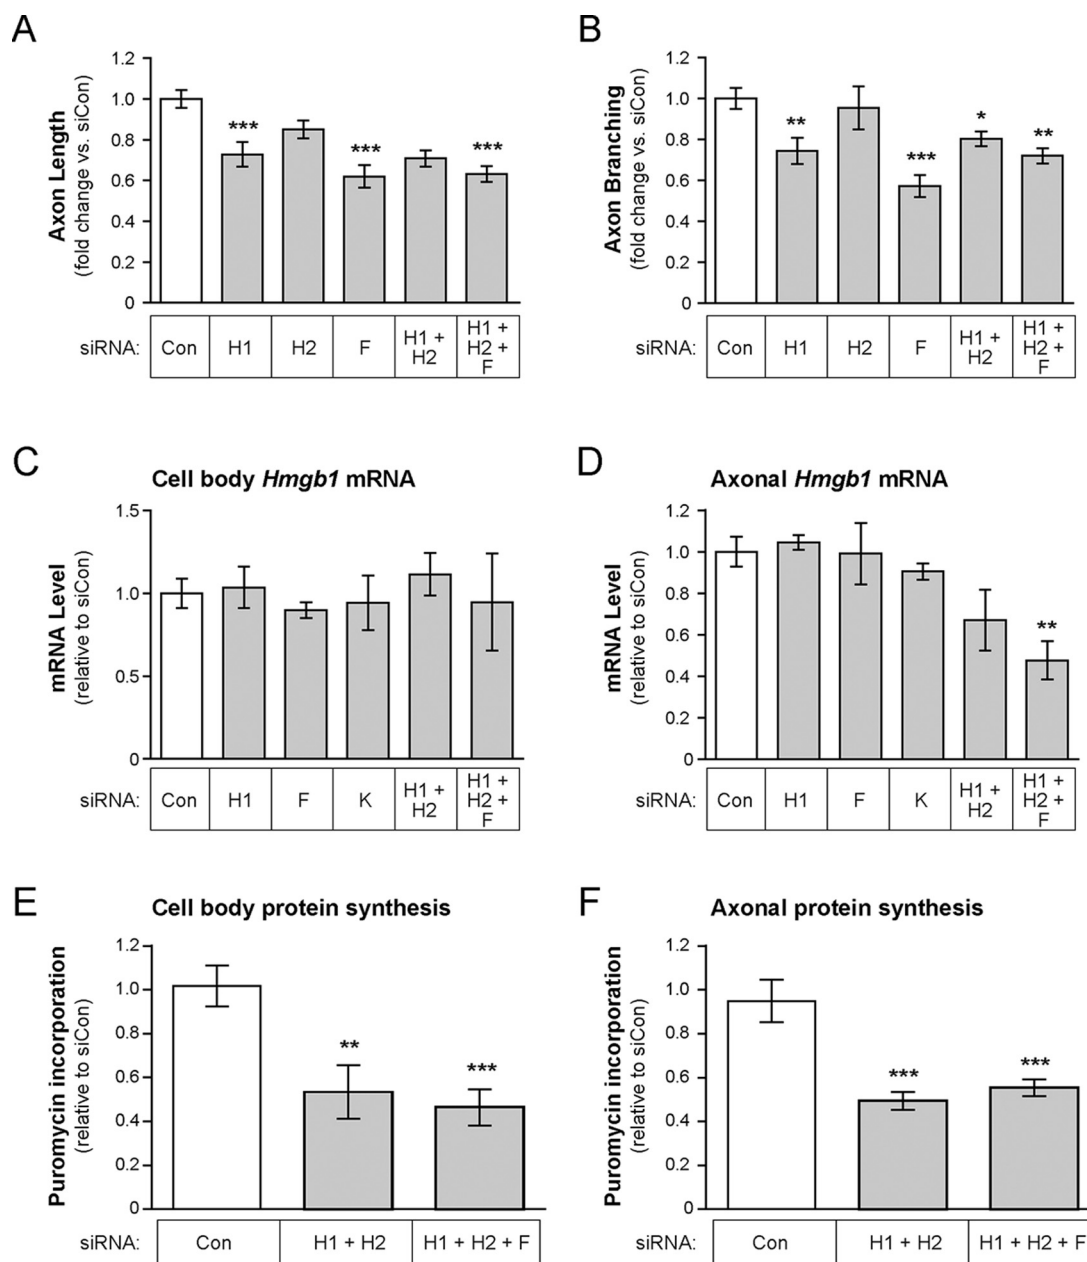 A
Axon Length
(fold change vs. siCon)
1.2
1.0
0.8
0.6
0.4
0.2
0
***
***
***
siRNA: Con H1 H2 F H1 + H2 H1 + H2 + F
B
Axon Branching
(fold change vs. siCon)
1.2
1.0
0.8
0.6
0.4
0.2
0
**
***
*
**
siRNA: Con H1 H2 F H1 + H2 H1 + H2 + F
C
Cell body Hmgb1 mRNA
mRNA Level
(relative to siCon)
1.5
1.0
0.5
0
siRNA: Con H1 F K H1 + H2 H1 + H2 + F
D
Axonal Hmgb1 mRNA
mRNA Level
(relative to siCon)
1.2
1.0
0.8
0.6
0.4
0.2
0
**
siRNA: Con H1 F K H1 + H2 H1 + H2 + F
E
Cell body protein synthesis
Puromycin incorporation
(relative to siCon)
1.2
1.0
0.8
0.6
0.4
0.2
0
**
***
siRNA: Con H1 + H2 H1 + H2 + F
F
Axonal protein synthesis
Puromycin incorporation
(relative to siCon)
1.2
1.0
0.8
0.6
0.4
0.2
0
***
***
siRNA: Con H1 + H2 H1 + H2 + F